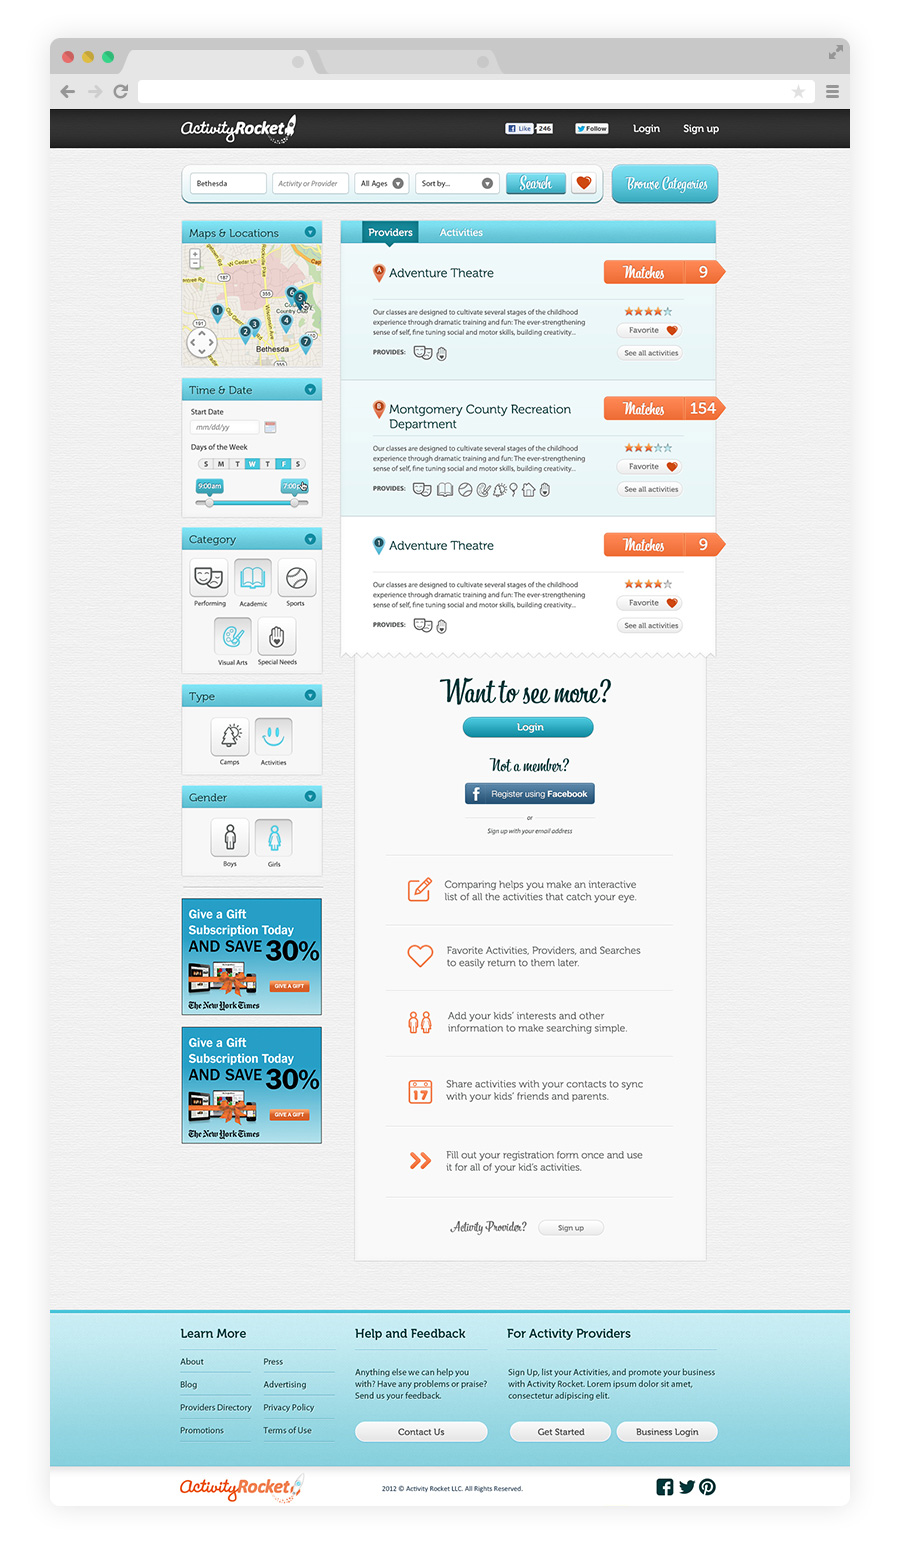 ActivityRocket
Like 246
Follow
Login
Sign up
Bethesda
Activity or Provider
All Ages
Sort by...
Search
Browse Categories
Maps & Locations
W Cedar Ln
355
187
191
410
Country Club
Bethesda
1
2
3
4
5
6
7
Time & Date
Start Date
mm/dd/yy
Days of the Week
S M T W T F S
9:00am
7:00p
Category
Performing
Academic
Sports
Visual Arts
Special Needs
Type
Camps
Activities
Gender
Boys
Girls
Give a Gift
Subscription Today
AND SAVE 30%
GIVE A GIFT
The New York Times
Give a Gift
Subscription Today
AND SAVE 30%
GIVE A GIFT
The New York Times
Providers
Activities
A
Adventure Theatre
Matches 9
Our classes are designed to cultivate several stages of the childhood
experience through dramatic training and fun: The ever-strengthening
sense of self, fine tuning social and motor skills, building creativity...
Favorite
PROVIDES:
See all activities
B
Montgomery County Recreation
Department
Matches 154
Our classes are designed to cultivate several stages of the childhood
experience through dramatic training and fun: The ever-strengthening
sense of self, fine tuning social and motor skills, building creativity...
Favorite
PROVIDES:
See all activities
1
Adventure Theatre
Matches 9
Our classes are designed to cultivate several stages of the childhood
experience through dramatic training and fun: The ever-strengthening
sense of self, fine tuning social and motor skills, building creativity...
Favorite
PROVIDES:
See all activities
Want to see more?
Login
Not a member?
f Register using Facebook
or
Sign up with your email address
Comparing helps you make an interactive
list of all the activities that catch your eye.
Favorite Activities, Providers, and Searches
to easily return to them later.
Add your kids' interests and other
information to make searching simple.
17
Share activities with your contacts to sync
with your kids' friends and parents.
Fill out your registration form once and use
it for all of your kid's activities.
Activity Provider?
Sign up
Learn More
About
Press
Blog
Advertising
Providers Directory
Privacy Policy
Promotions
Terms of Use
Help and Feedback
Anything else we can help you
with? Have any problems or praise?
Send us your feedback.
Contact Us
For Activity Providers
Sign Up, list your Activities, and promote your business
with Activity Rocket. Lorem ipsum dolor sit amet,
consectetur adipiscing elit.
Get Started
Business Login
ActivityRocket
2012 © Activity Rocket LLC. All Rights Reserved.